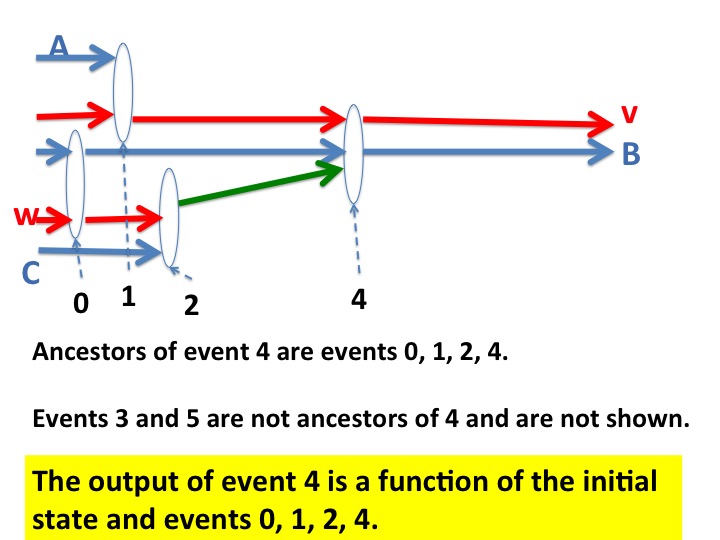 A
v
B
w
C
0
1
2
4
Ancestors of event 4 are events 0, 1, 2, 4.
Events 3 and 5 are not ancestors of 4 and are not shown.
The output of event 4 is a function of the initial
state and events 0, 1, 2, 4.